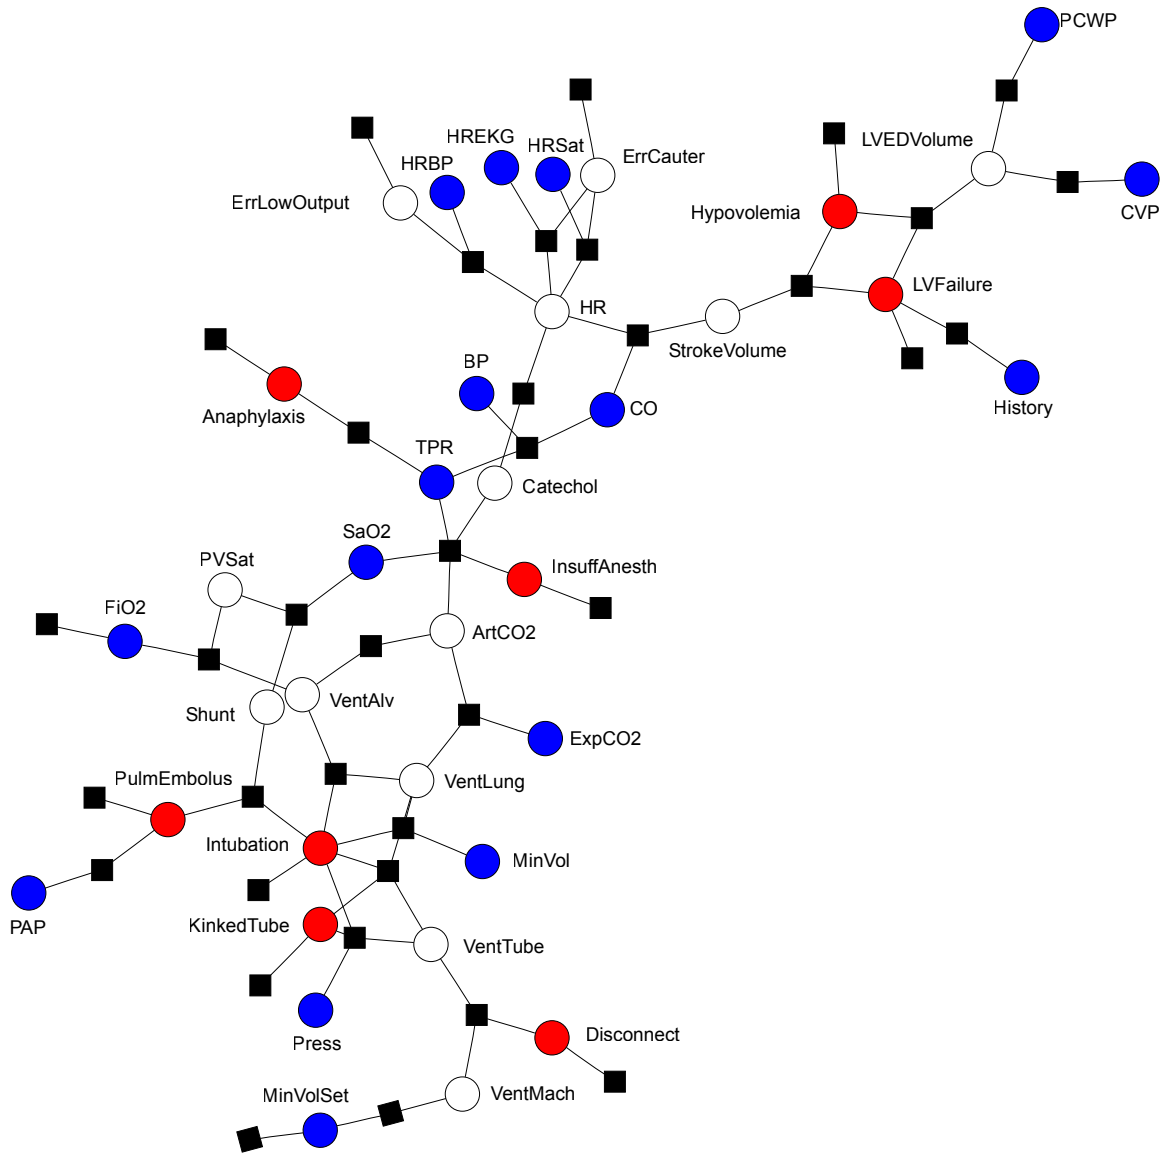 PCWP
HREKG
HRSat
ErrCauter
LVEDVolume
HRBP
ErrLowOutput
Hypovolemia
CVP
LVFailure
HR
StrokeVolume
BP
Anaphylaxis
CO
History
TPR
Catechol
SaO2
PVSat
InsuffAnesth
FiO2
ArtCO2
Shunt
VentAlv
ExpCO2
PulmEmbolus
VentLung
Intubation
MinVol
PAP
KinkedTube
VentTube
Press
Disconnect
MinVolSet
VentMach